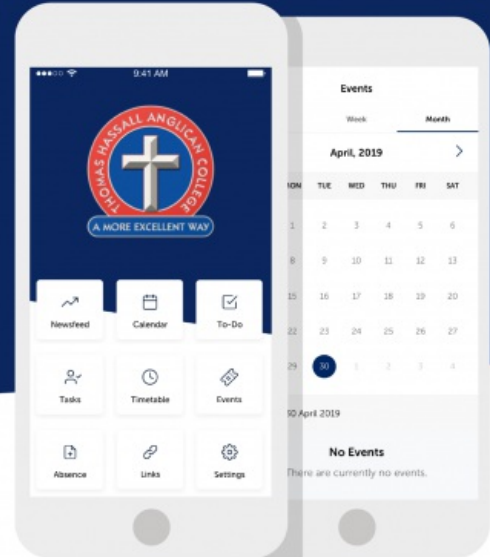 9:41 AM
THOMAS HASSALL ANGLICAN COLLEGE
A MORE EXCELLENT WAY
Newsfeed Calendar To-Do
Tasks Timetable Events
Absence Links Settings
Events
Week Month
April, 2019
TUE WED THU FRI SAT
1 2 3 4 5 6
8 9 10 11 12 13
15 16 17 18 19 20
22 23 24 25 26 27
29 30 1 2 3 4
30 April 2019
No Events
There are currently no events.